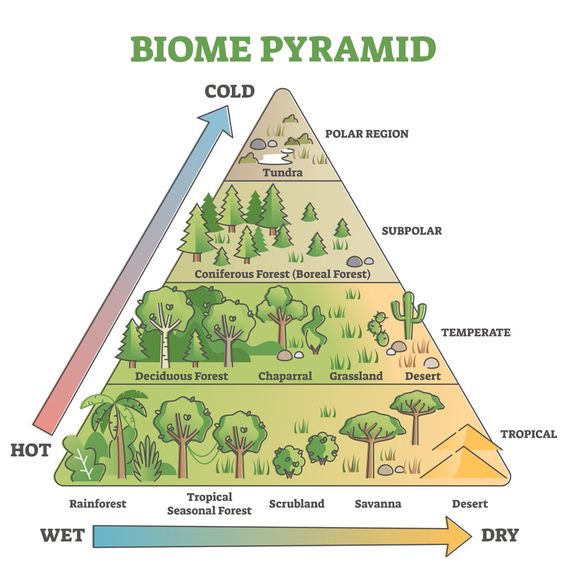 BIOME PYRAMID
COLD
POLAR REGION
Tundra
SUBPOLAR
Coniferous Forest (Boreal Forest)
TEMPERATE
Deciduous Forest
Chaparral
Grassland
Desert
TROPICAL
HOT
Rainforest
Tropical
Seasonal Forest
Scrubland
Savanna
Desert
WET
DRY